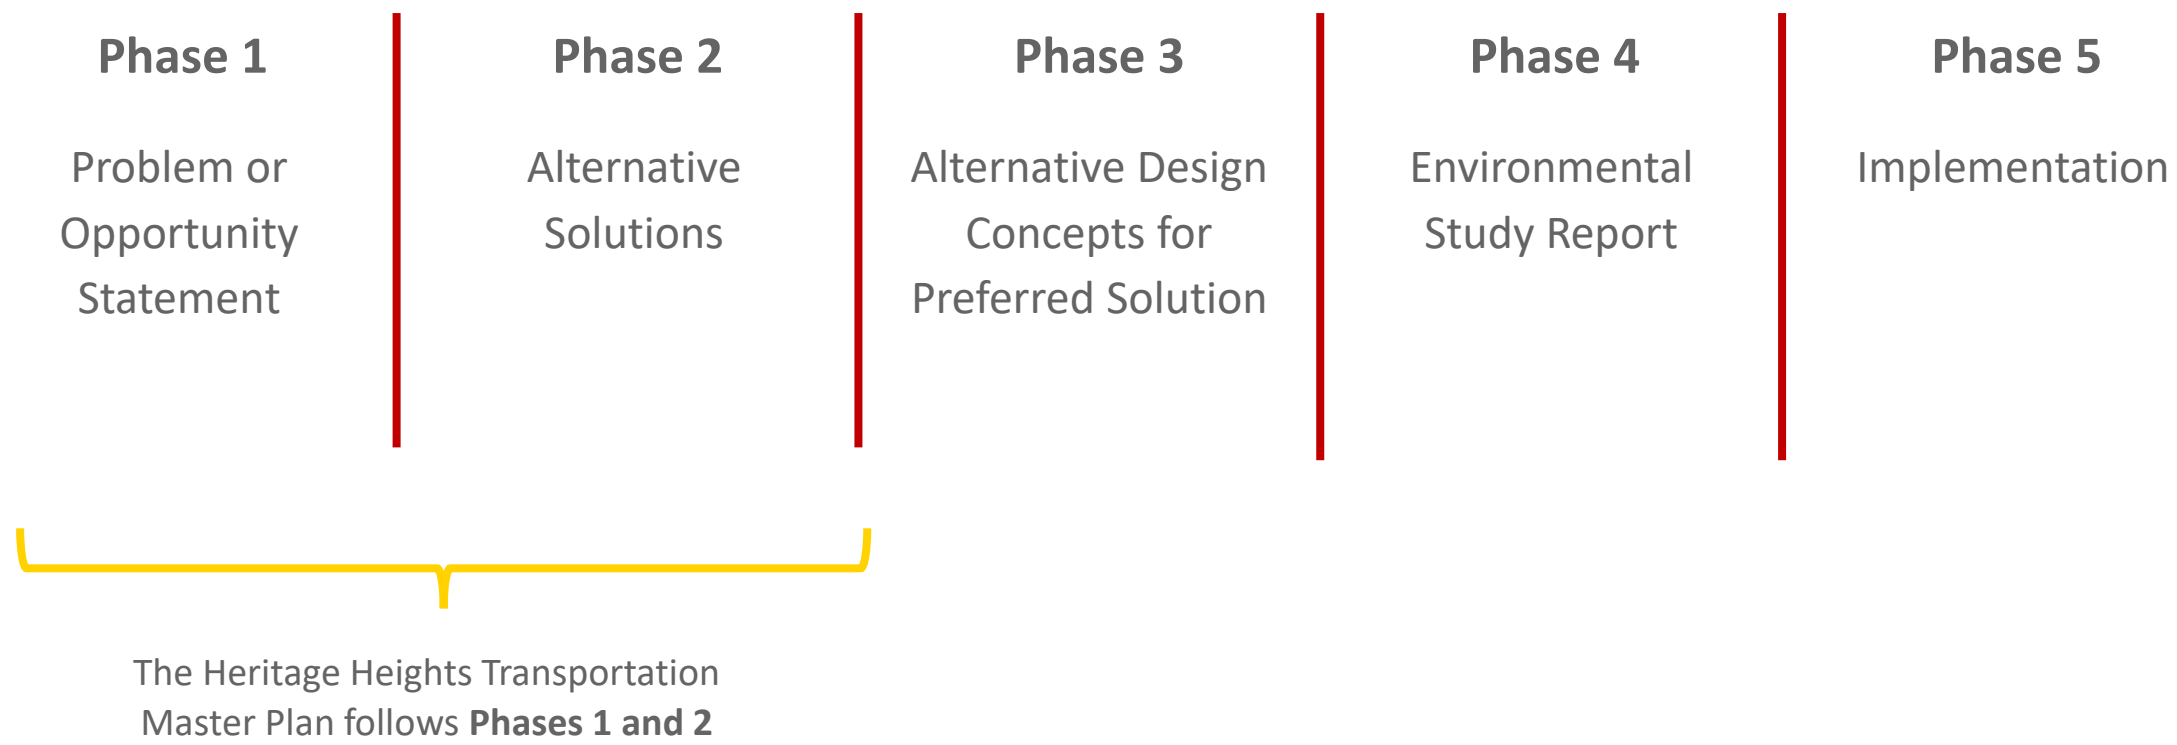 Phase 1
Problem or
Opportunity
Statement
Phase 2
Alternative
Solutions
Phase 3
Alternative Design
Concepts for
Preferred Solution
Phase 4
Environmental
Study Report
Phase 5
Implementation
The Heritage Heights Transportation
Master Plan follows Phases 1 and 2